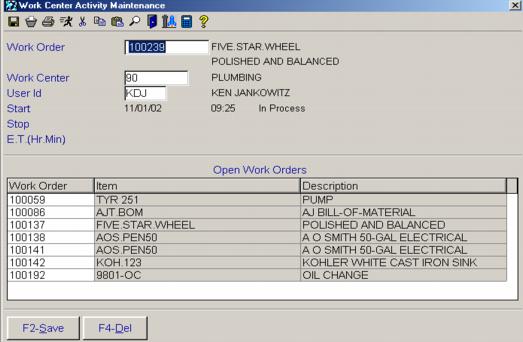 Work Center Activity Maintenance
Work Order 100239 FIVE.STAR.WHEEL
POLISHED AND BALANCED
Work Center 90 PLUMBING
User Id KDJ KEN JANKOWITZ
Start 11/01/02 09:25 In Process
Stop
E.T.(Hr.Min)
Open Work Orders
Work Order Item Description
100059 TYR 251 PUMP
100086 AJT.BOM AJ BILL-OF-MATERIAL
100137 FIVE.STAR.WHEEL POLISHED AND BALANCED
100138 AOS.PEN50 A O SMITH 50-GAL ELECTRICAL
100141 AOS.PEN50 A O SMITH 50-GAL ELECTRICAL
100142 KOH.123 KOHLER WHITE CAST IRON SINK
100192 9801-OC OIL CHANGE
F2-Save F4-Del